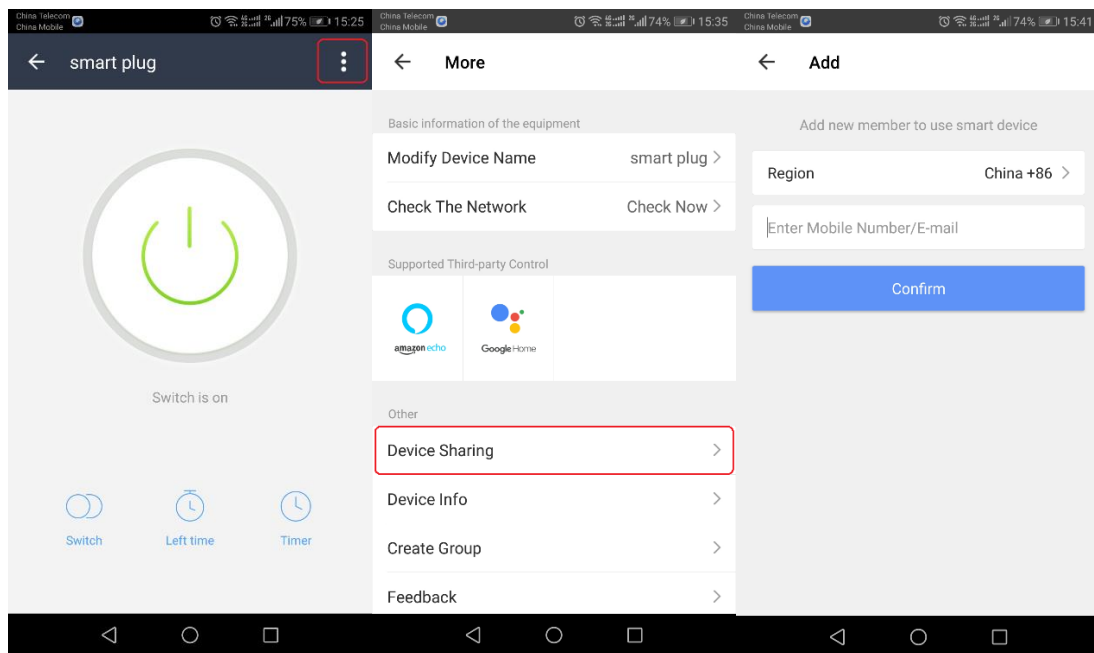 China Telecom
China Mobile
75%
15:25
smart plug
Switch is on
Switch
Left time
Timer
China Telecom
China Mobile
74%
15:35
More
Basic information of the equipment
Modify Device Name
smart plug
Check The Network
Check Now
Supported Third-party Control
amazon echo
Google Home
Other
Device Sharing
Device Info
Create Group
Feedback
China Telecom
China Mobile
74%
15:41
Add
Add new member to use smart device
Region
China +86
Enter Mobile Number/E-mail
Confirm